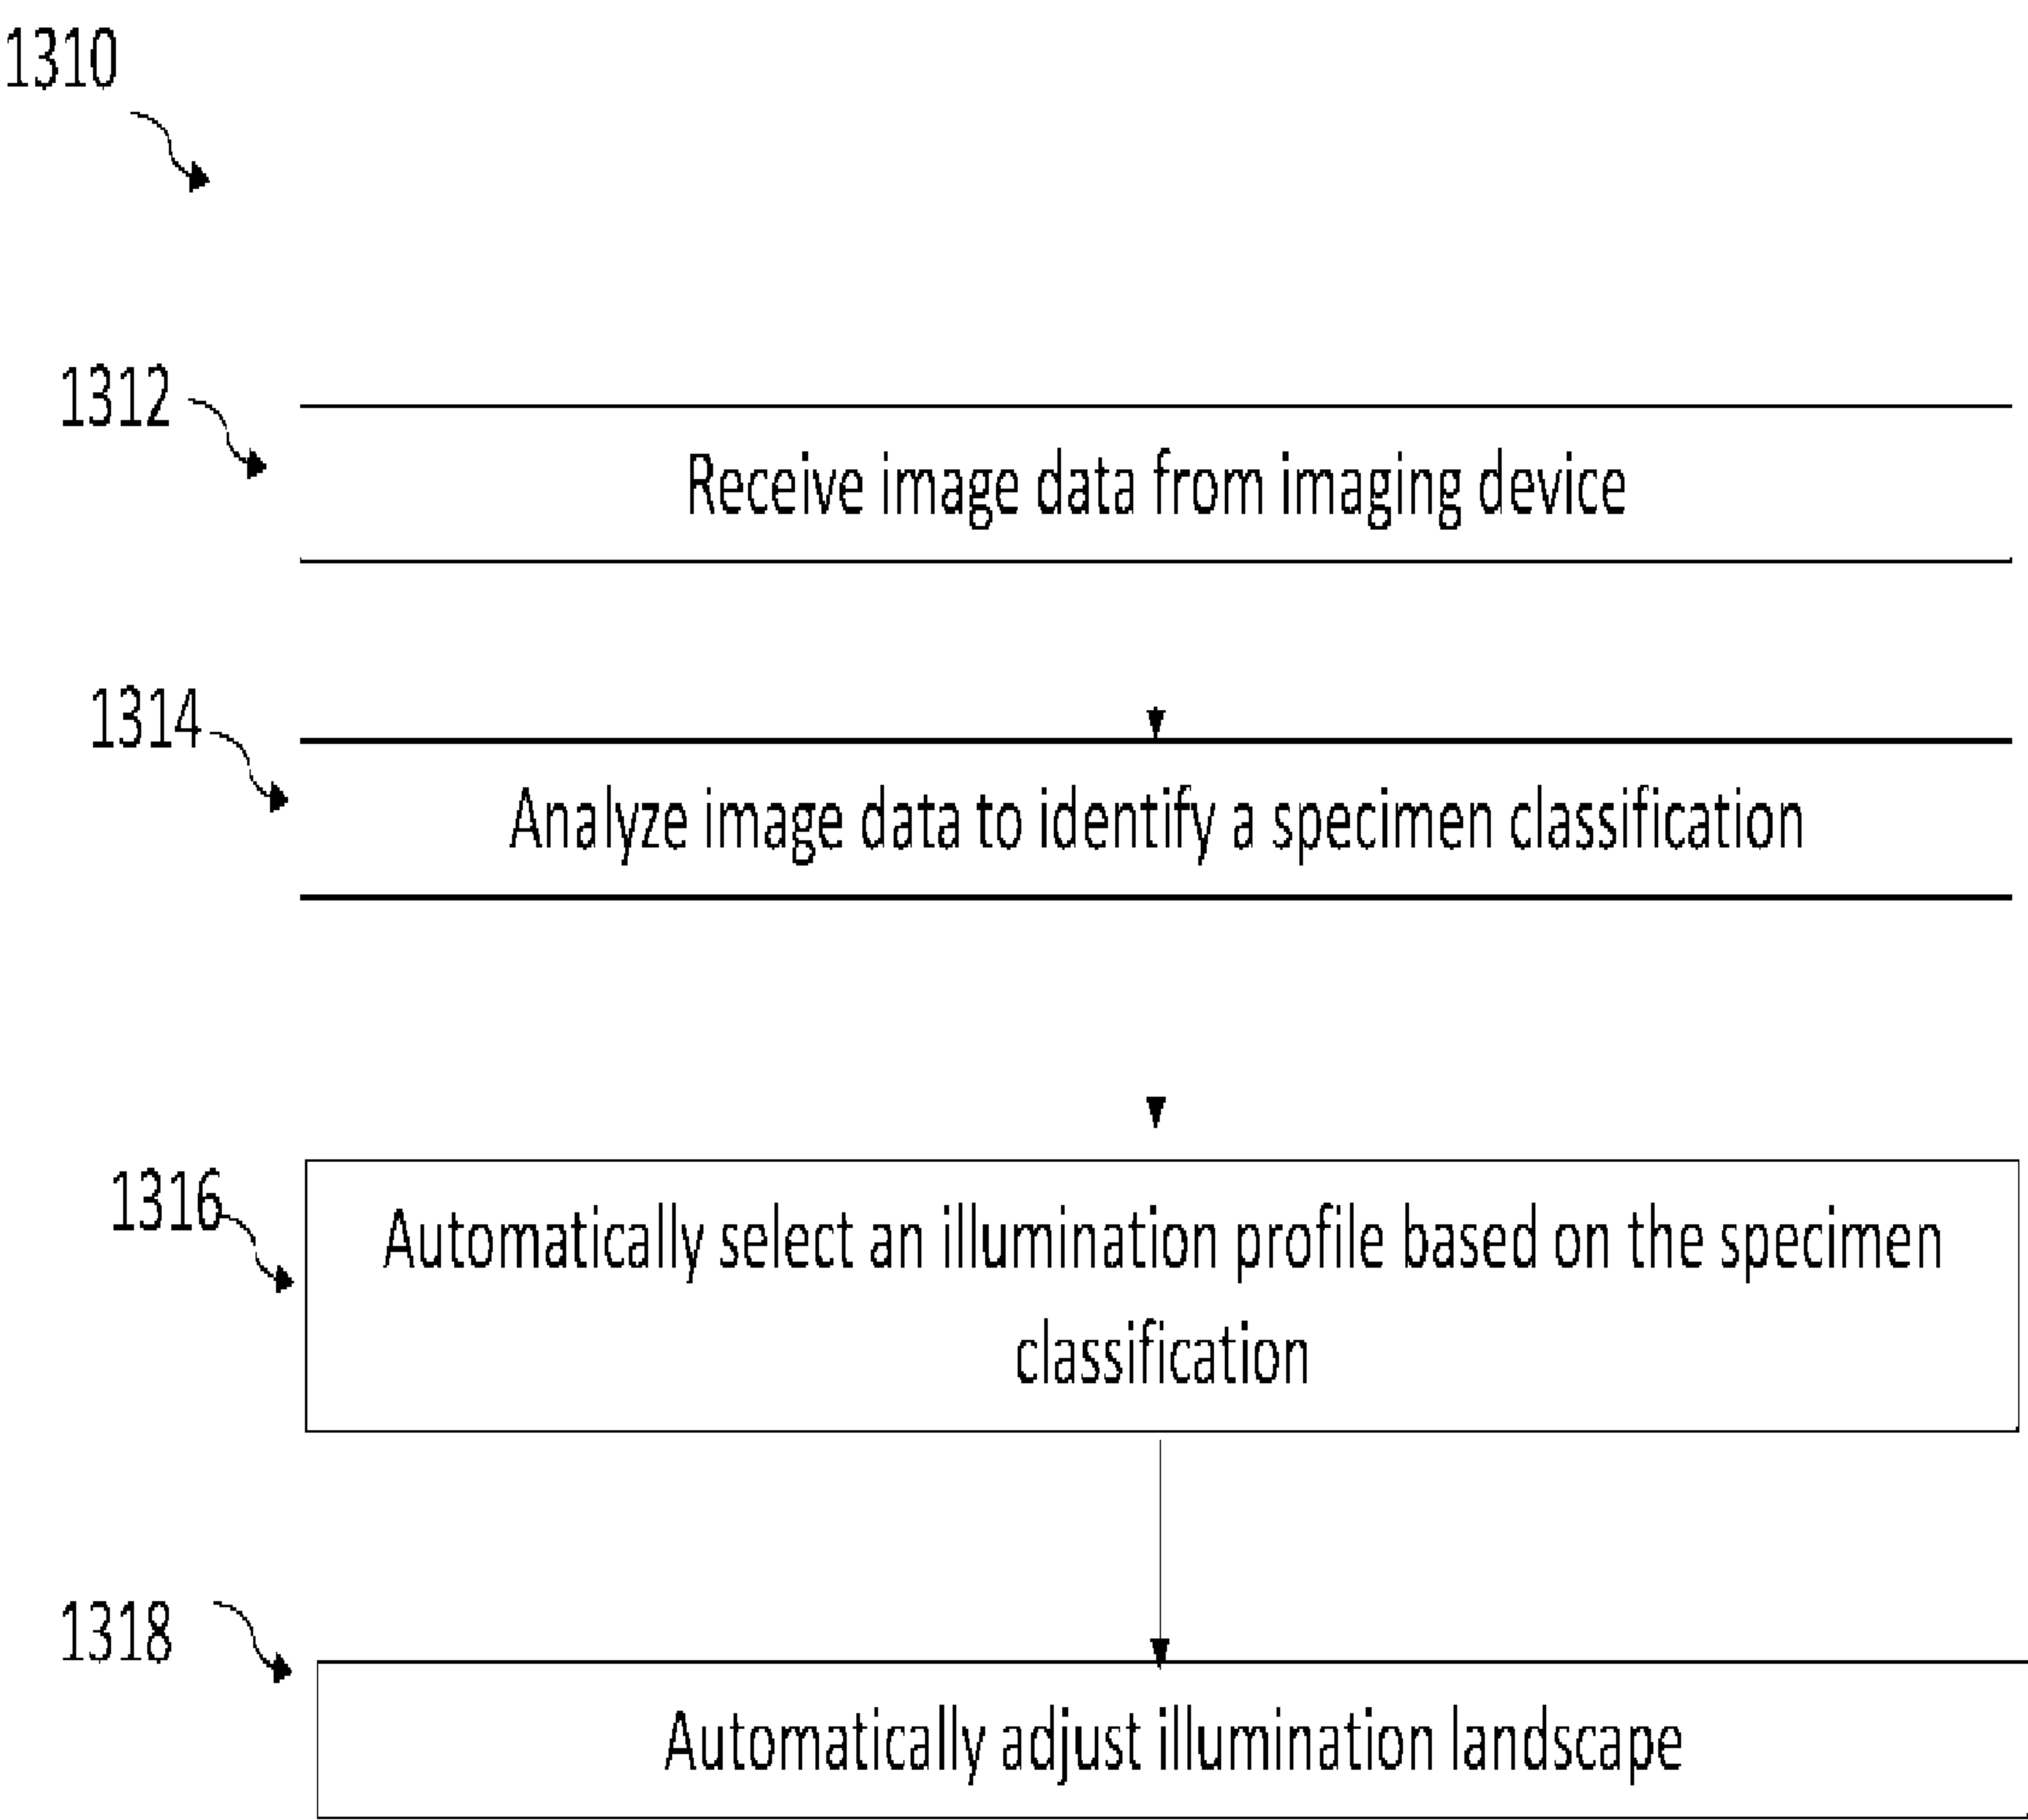 1310
1312
Receive image data from imaging device
1314
Analyze image data to identify a specimen classification
1316
Automatically select an illumination profile based on the specimen
classification
1318
Automatically adjust illumination landscape